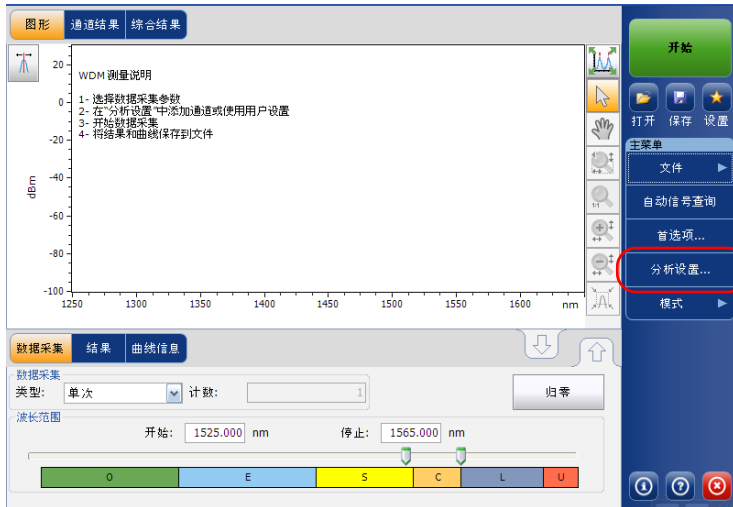 图形 通道结果 综合结果
WDM 测量说明
1- 选择数据采集参数
2- 在“分析设置”中添加通道或使用用户设置
3- 开始数据采集
4- 将结果和曲线保存到文件
dBm
20
0
-20
-40
-60
-80
-100
1250 1300 1350 1400 1450 1500 1550 1600 nm
1:1
开始
打开 保存 设置
主菜单
文件
自动信号查询
首选项...
分析设置...
模式
数据采集 结果 曲线信息
数据采集
类型: 单次 计数: 1 归零
波长范围
开始: 1525.000 nm 停止: 1565.000 nm
O E S C L U